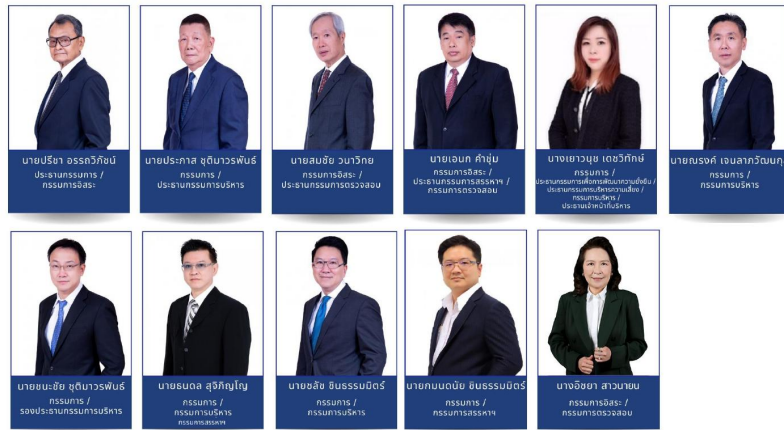 นายปรีชา อรรถวิภัชน์
ประธานกรรมการ /
กรรมการอิสระ
นายประภาส ชุติมาวรพันธ์
กรรมการ /
ประธานกรรมการบริหาร
นายสมชัย วนาวิทย
กรรมการอิสระ /
ประธานกรรมการตรวจสอบ
นายเอนก คำชุ่ม
กรรมการอิสระ /
ประธานกรรมการสรรหาฯ /
กรรมการตรวจสอบ
นางเยาวนุช เดชวิทักษ์
กรรมการ /
ประธานกรรมการเพื่อการพัฒนาความยั่งยืน /
ประธานกรรมการบริหารความเสี่ยง /
กรรมการบริหาร /
ประธานเจ้าหน้าที่บริหาร
นายณรงค์ เจนลาภวัฒนกุ
กรรมการ /
กรรมการบริหาร
นายชนะชัย ชุติมาวรพันธ์
กรรมการ /
รองประธานกรรมการบริหาร
นายธนดล สุจิภิญโญ
กรรมการ /
กรรมการบริหาร
กรรมการสรรหาฯ
นายชลัช ชินธรรมมิตร์
กรรมการ /
กรรมการบริหาร
นายกมนดนัย ชินธรรมมิตร์
กรรมการ /
กรรมการสรรหาฯ
นางอิชยา สาวนายน
กรรมการอิสระ /
กรรมการตรวจสอบ